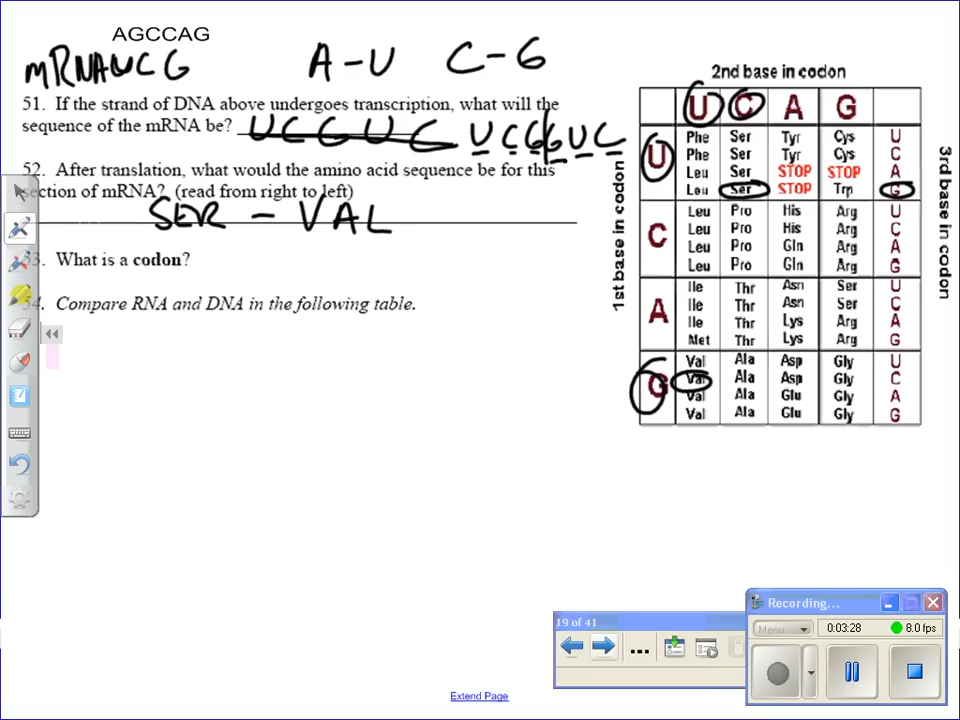 AGCCAG
mRNA UCG A-U C-G
51. If the strand of DNA above undergoes transcription, what will the
sequence of the mRNA be? UCGUC UCGGUC
52. After translation, what would the amino acid sequence be for this
section of mRNA? (read from right to left)
SER - VAL
53. What is a codon?
54. Compare RNA and DNA in the following table.
2nd base in codon
1st base in codon
3rd base in codon
U C A G
U
Phe Ser Tyr Cys U
Phe Ser Tyr Cys C
Leu Ser STOP STOP A
Leu Ser STOP Trp G
C
Leu Pro His Arg U
Leu Pro His Arg C
Leu Pro Gln Arg A
Leu Pro Gln Arg G
A
Ile Thr Asn Ser U
Ile Thr Asn Ser C
Ile Thr Lys Arg A
Met Thr Lys Arg G
G
Val Ala Asp Gly U
Val Ala Asp Gly C
Val Ala Glu Gly A
Val Ala Glu Gly G
Recording...
Menu 0:03:28 8.0 fps
19 of 41
Extend Page